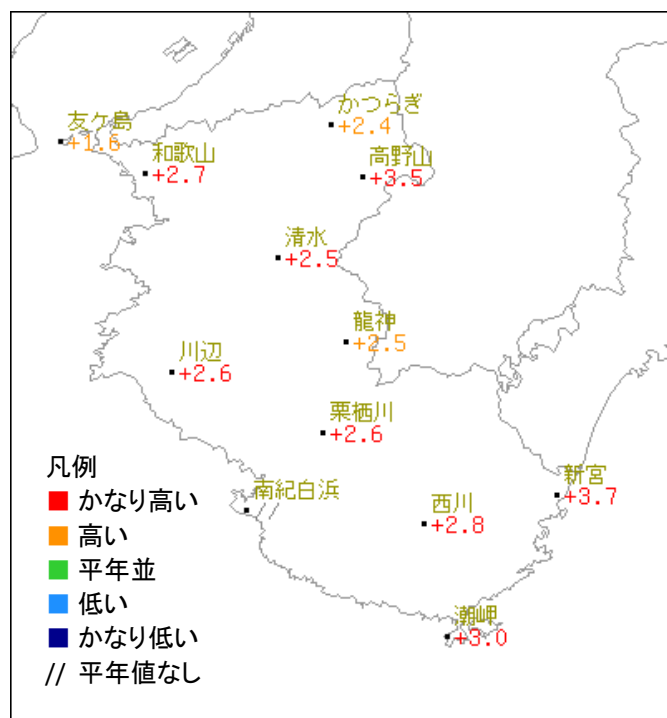 かつらぎ
+2.4
友ケ島
+1.6
和歌山
+2.7
高野山
+3.5
清水
+2.5
龍神
+2.5
川辺
+2.6
栗栖川
+2.6
新宮
+3.7
南紀白浜
//
西川
+2.8
潮岬
+3.0
凡例
かなり高い
高い
平年並
低い
かなり低い
// 平年値なし